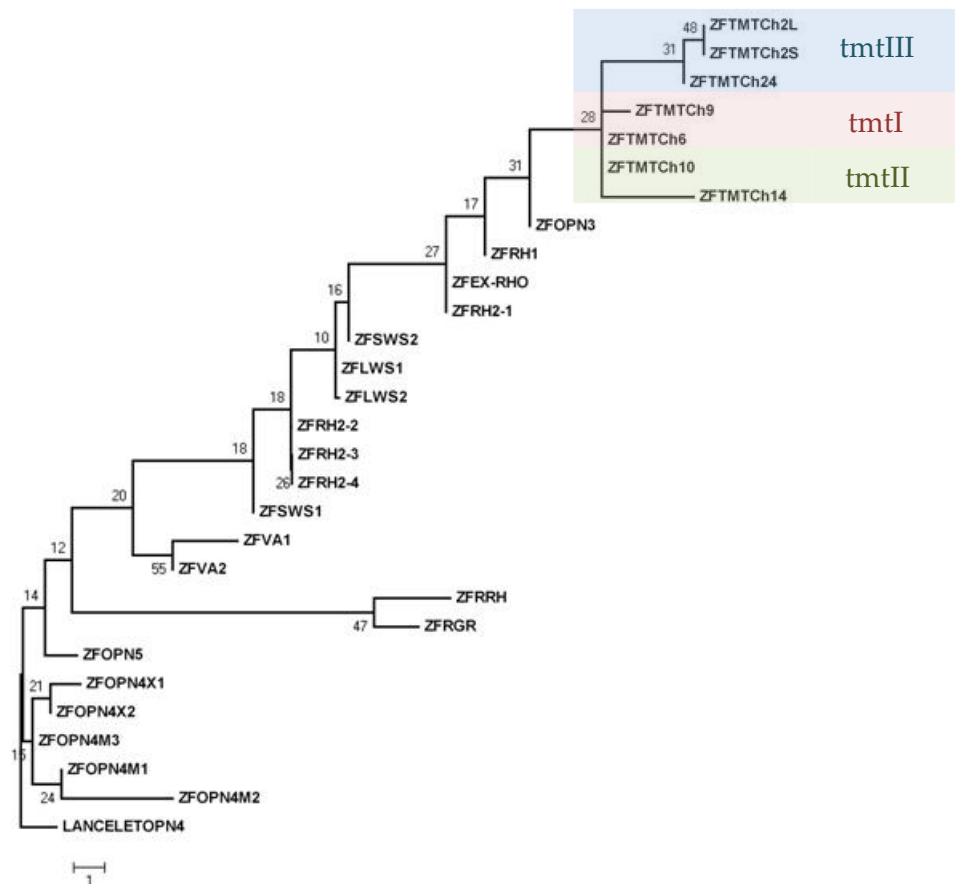 ZFTMTCh2L
48
ZFTMTCh2S
tmtIII
31
ZFTMTCh24
ZFTMTCh9
28
tmtI
ZFTMTCh6
ZFTMTCh10
31
tmtII
ZFTMTCh14
17
ZFOPN3
27
ZFRH1
ZFEX-RHO
16
ZFRH2-1
10
ZFSWS2
ZFLWS1
18
ZFLWS2
ZFRH2-2
18
ZFRH2-3
26
ZFRH2-4
20
ZFSWS1
ZFVA1
12
55
ZFVA2
14
ZFRRH
47
ZFRGR
ZFOPN5
21
ZFOPN4X1
ZFOPN4X2
ZFOPN4M3
15
ZFOPN4M1
24
ZFOPN4M2
LANCELETOPN4
1